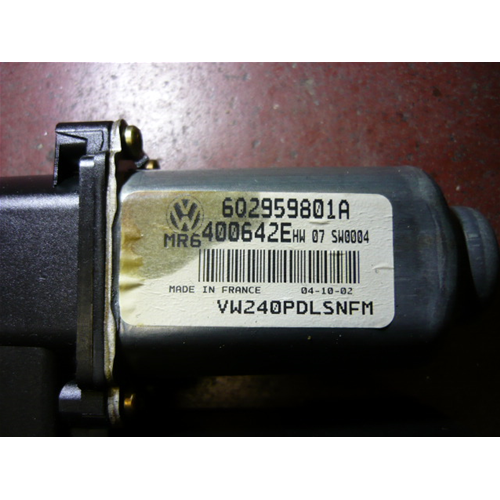 6Q2959801A
MR6 400642E HW 07 SW0004
MADE IN FRANCE 04-10-02
VW240PDLSNFM